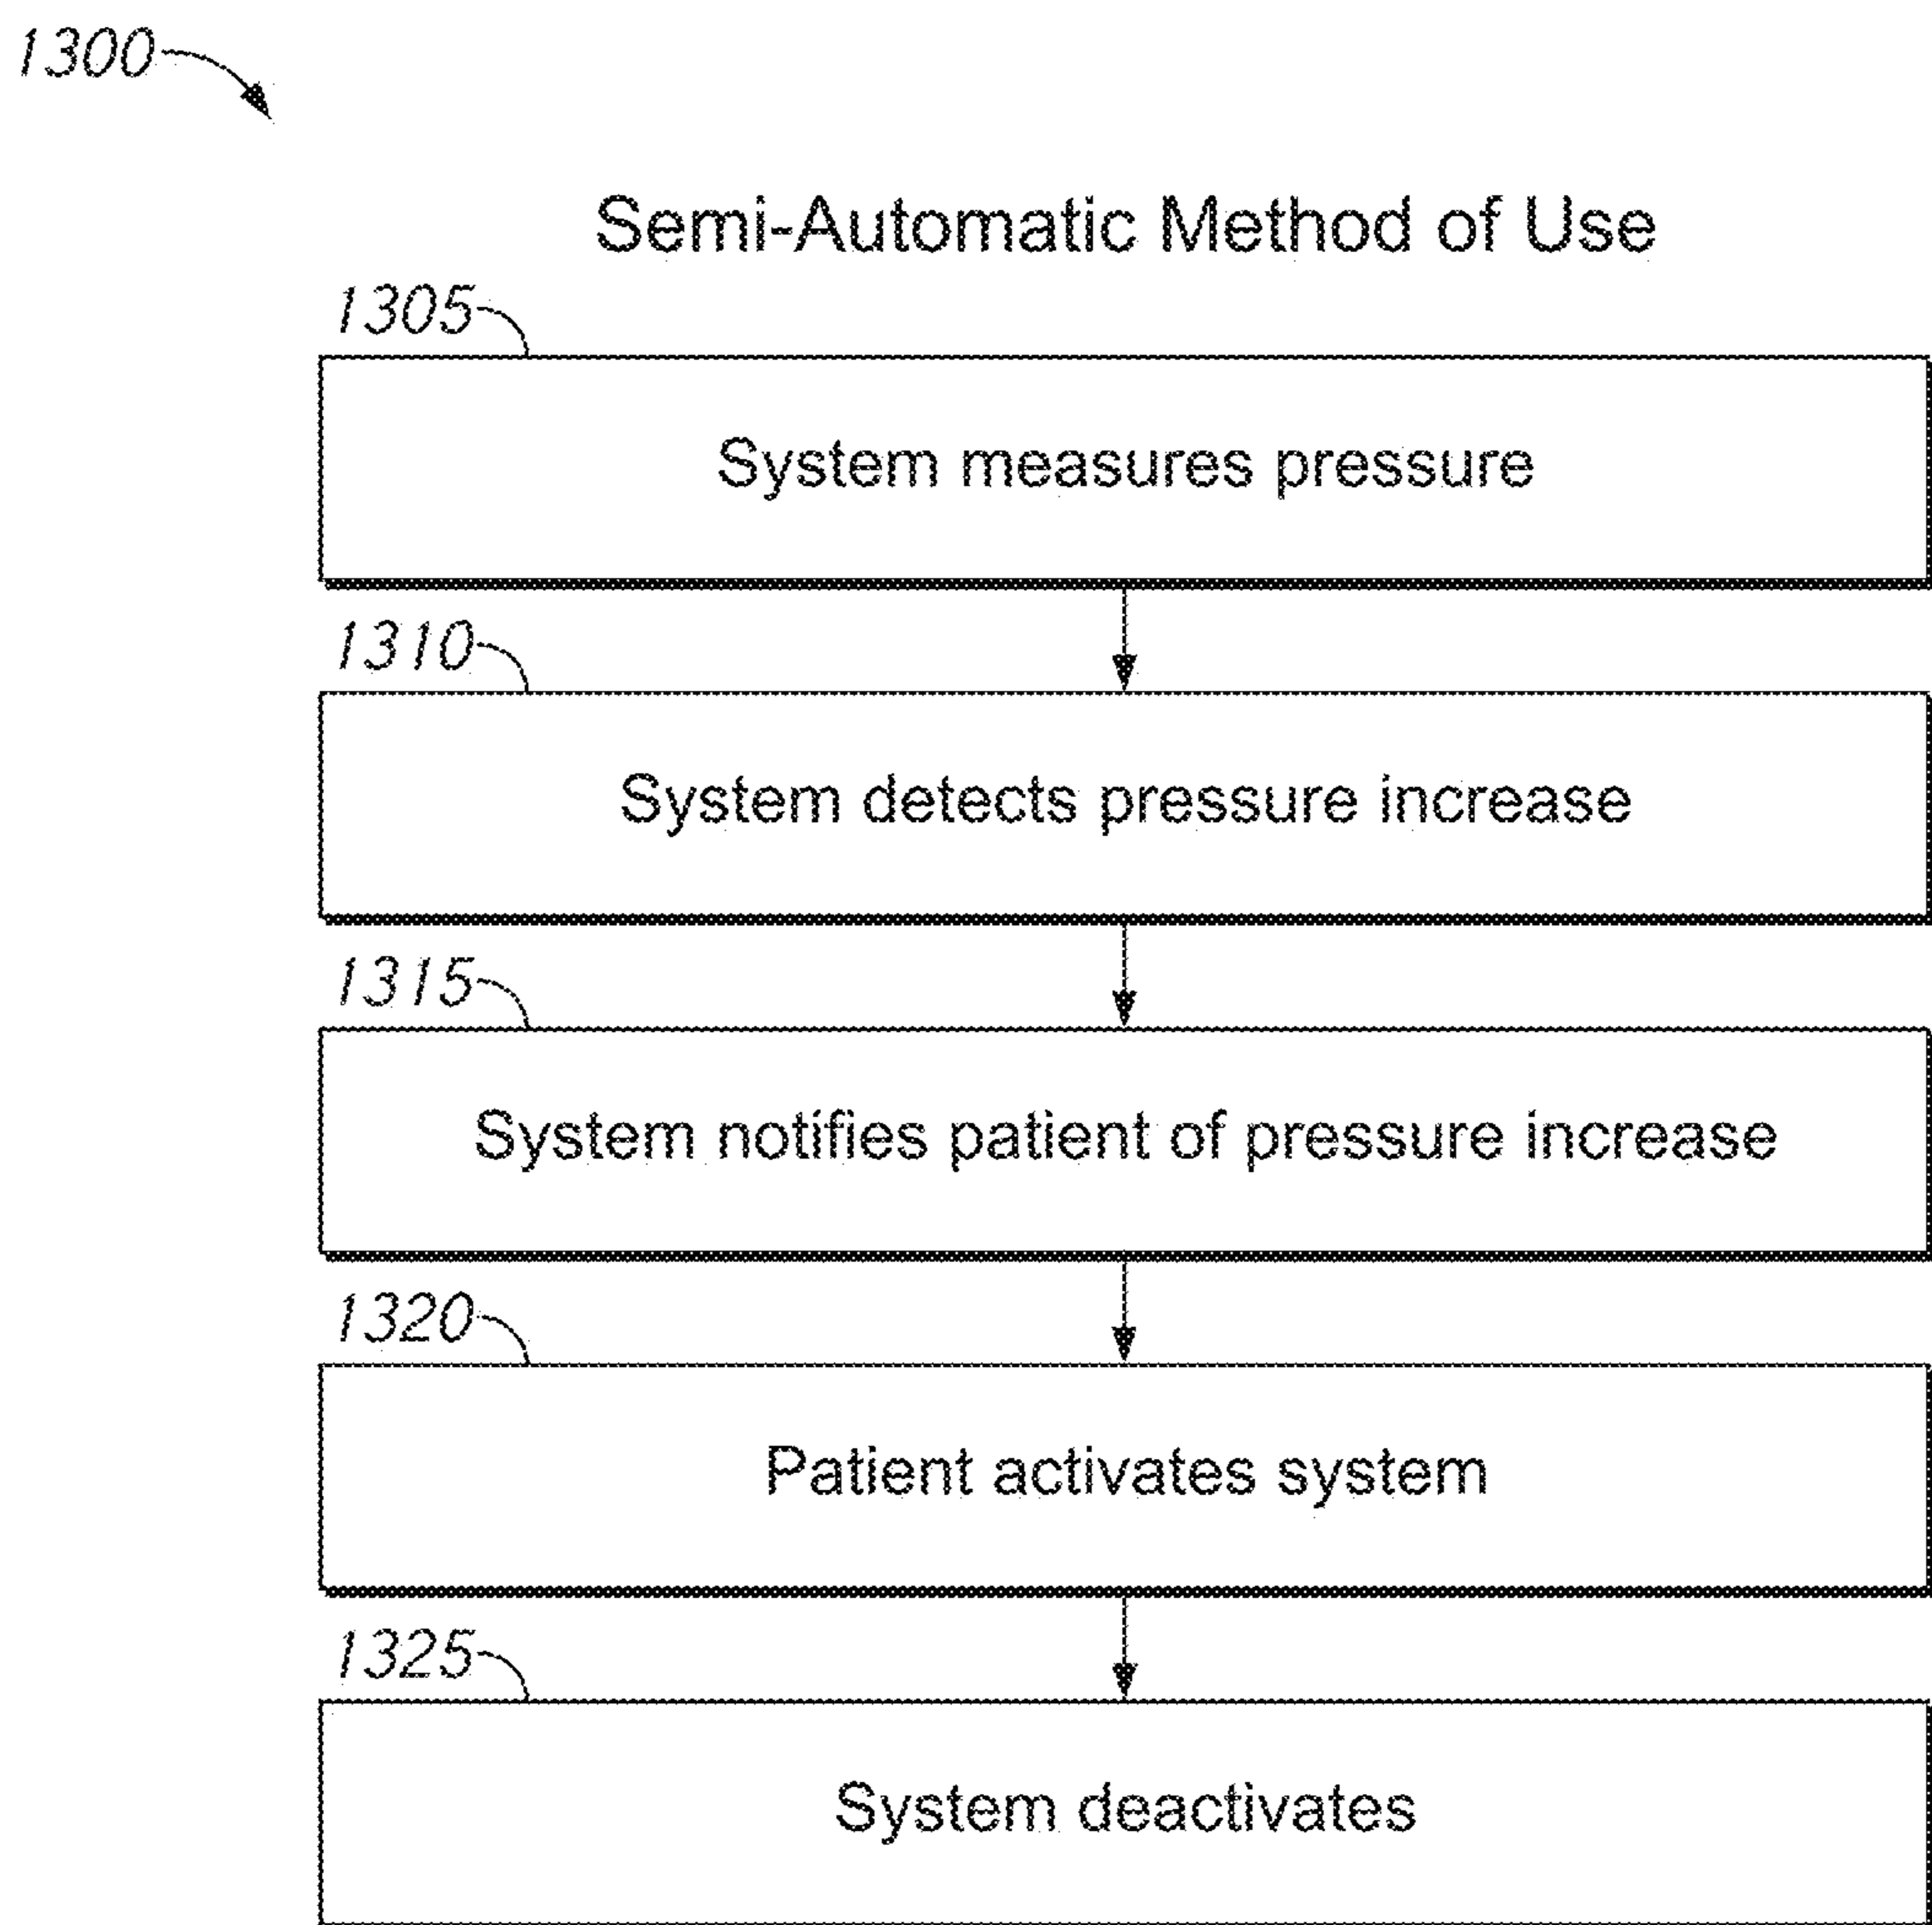 1300
Semi-Automatic Method of Use
1305
System measures pressure
1310
System detects pressure increase
1315
System notifies patient of pressure increase
1320
Patient activates system
1325
System deactivates